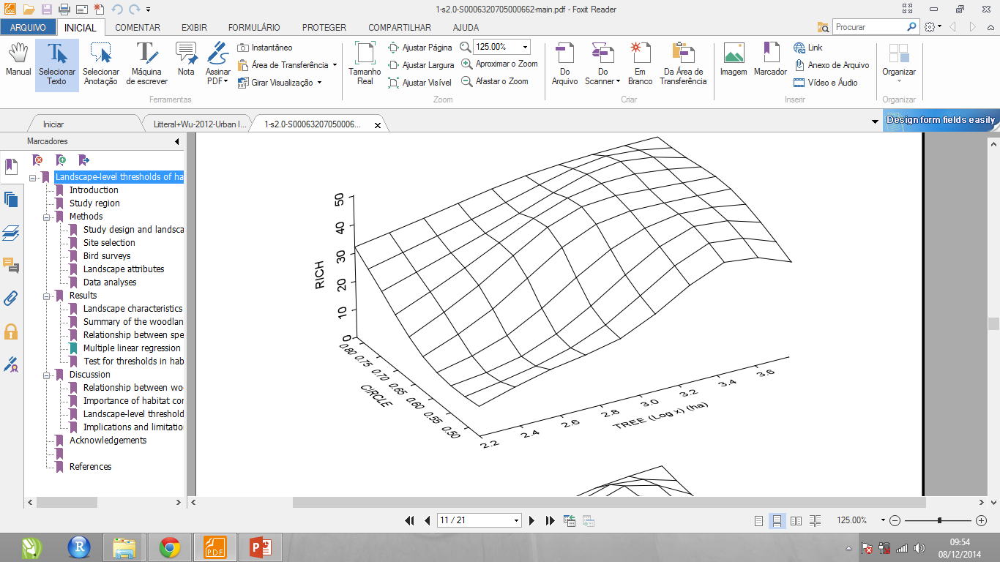 1-s2.0-S0006320705000662-main.pdf - Foxit Reader
ARQUIVO INICIAL COMENTAR EXIBIR FORMULÁRIO PROTEGER COMPARTILHAR AJUDA
Procurar
Manual
Selecionar Texto
Selecionar Anotação
Máquina de escrever
Nota
Assinar PDF
Instantâneo
Área de Transferência
Girar Visualização
Ferramentas
Tamanho Real
Ajustar Página
Ajustar Largura
Ajustar Visível
125.00%
Aproximar o Zoom
Afastar o Zoom
Zoom
Do Arquivo
Do Scanner
Em Branco
Da Área de Transferência
Criar
Imagem
Marcador
Link
Anexo de Arquivo
Vídeo e Áudio
Inserir
Organizar
Organizar
Iniciar
Litteral+Wu-2012-Urban l...
1-s2.0-S00063207050006...
Design form fields easily
Marcadores
Landscape-level thresholds of ha
Introduction
Study region
Methods
Study design and landsca
Site selection
Bird surveys
Landscape attributes
Data analyses
Results
Landscape characteristics
Summary of the woodlan
Relationship between spe
Multiple linear regression
Test for thresholds in hab
Discussion
Relationship between wo
Importance of habitat cor
Landscape-level threshold
Implications and limitatio
Acknowledgements
References
RICH
50
40
30
20
10
0
0.80
0.75
0.70
0.65
0.60
0.55
0.50
CIRCLE
2.2
2.4
2.6
2.8
3.0
3.2
3.4
3.6
TREE (Log x) (ha)
11 / 21
125.00%
R
PDF
P
09:54
08/12/2014